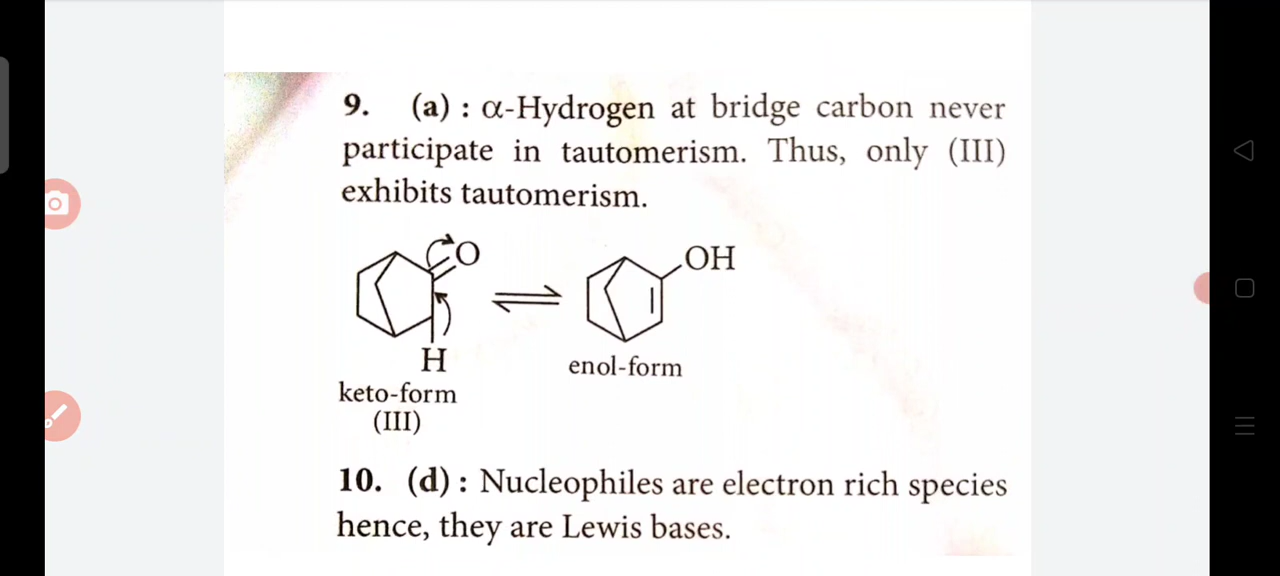 9. (a) : α-Hydrogen at bridge carbon never
participate in tautomerism. Thus, only (III)
exhibits tautomerism.
O
OH
H
keto-form
(III)
enol-form
10. (d) : Nucleophiles are electron rich species
hence, they are Lewis bases.